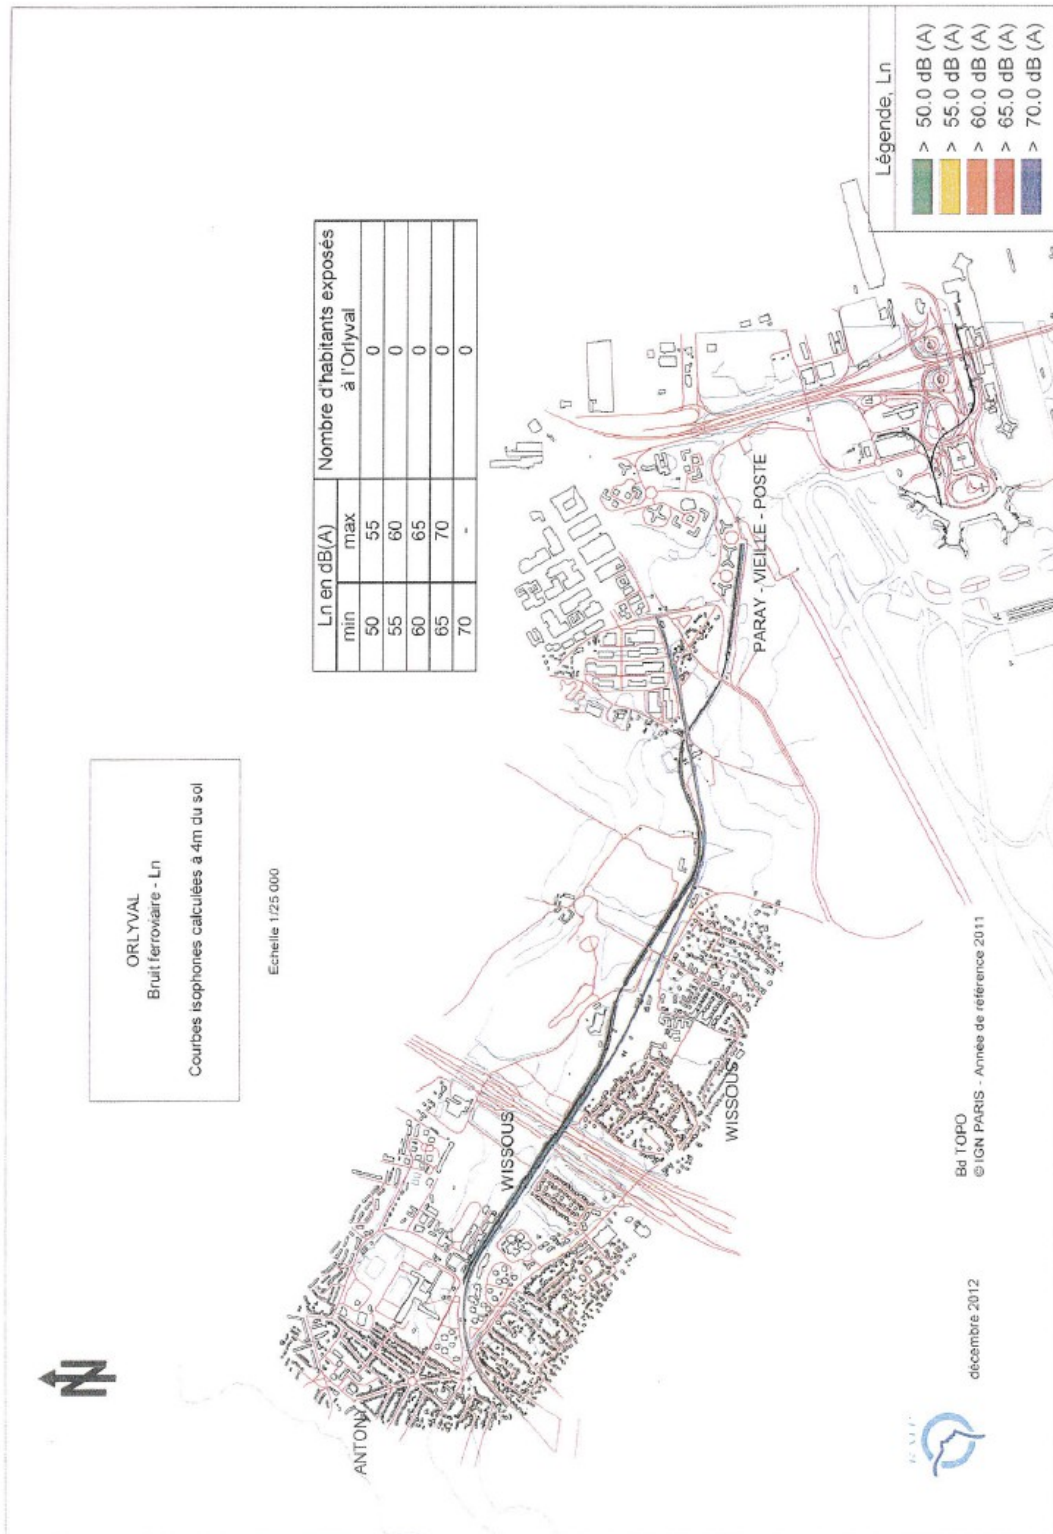 ORLYVAL
Bruit ferroviaire - Ln
Courbes isophones calculées à 4m du sol
Echelle 1/25 000
Ln en dB(A) Nombre d'habitants exposés à l'Orlyval
min max
50 55 0
55 60 0
60 65 0
65 70 0
70 - 0
N
ANTONY
WISSOUS
WISSOUS
PARAY - VIEILLE - POSTE
Légende, Ln
> 50.0 dB (A)
> 55.0 dB (A)
> 60.0 dB (A)
> 65.0 dB (A)
> 70.0 dB (A)
décembre 2012
Bd TOPO
© IGN PARIS - Année de référence 2011